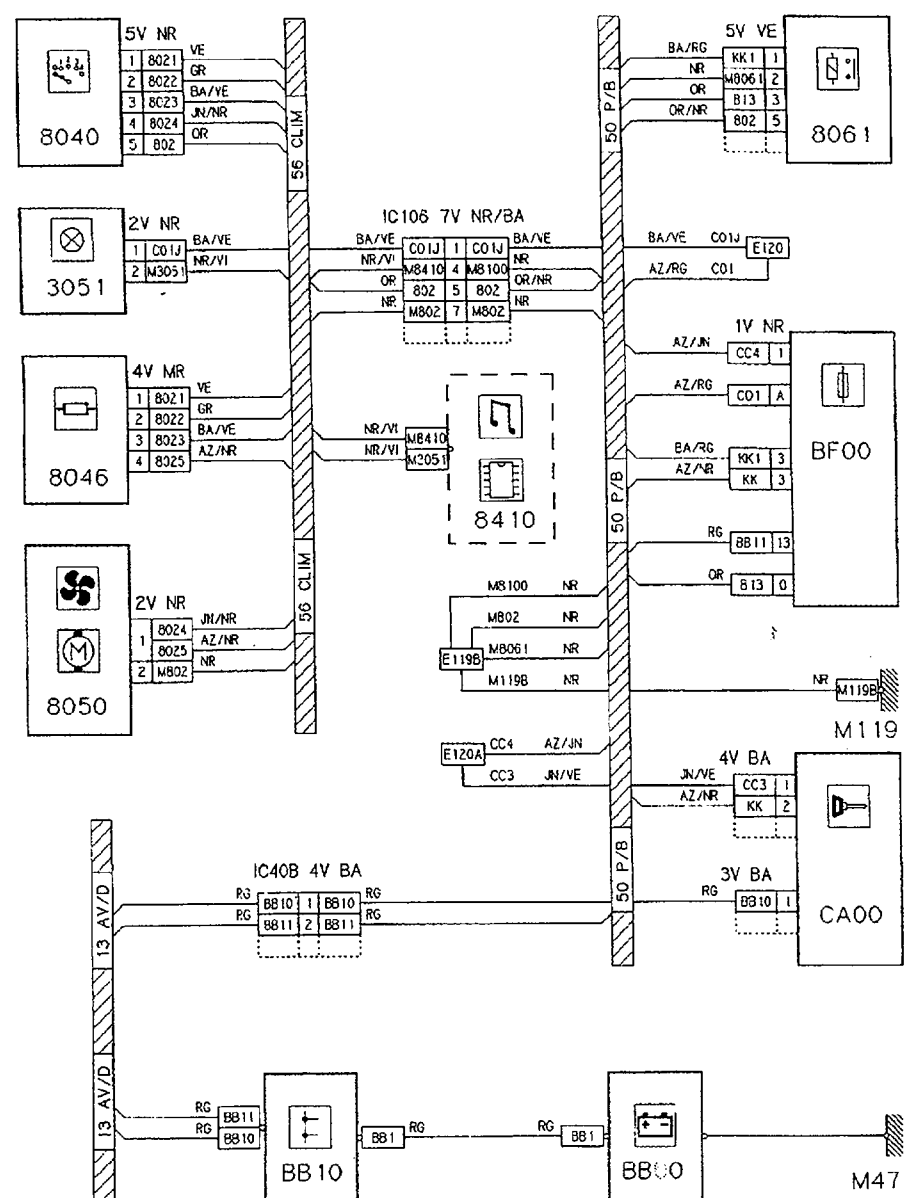 5V NR
1 8021 VE
2 8022 GR
3 8023 BA/VE
4 8024 JN/NR
5 802 OR
8040
56 CLIM
2V NR
1 C01J BA/VE
2 M3051 NR/VI
3051
4V MR
1 8021 VE
2 8022 GR
3 8023 BA/VE
4 8025 AZ/NR
8046
2V NR
1 8024 JN/NR
8025 AZ/NR
2 M802 NR
M
8050
56 CLIM
IC106 7V NR/BA
BA/VE C01J 1 C01J BA/VE
NR/VI M8410 4 M8100 NR
OR 802 5 802 OR/NR
NR M802 7 M802 NR
NR/VI M8410
NR/VI M3051
8410
50 P/B
5V VE
BA/RG KK1 1
NR M8061 2
OR B13 3
OR/NR 802 5
8061
BA/VE C01J E120
AZ/RG C01
1V NR
AZ/JN CC4 1
AZ/RG C01 A
BA/RG KK1 3
AZ/NR KK 3
RG BB11 13
OR B13 0
BF00
50 P/B
M8100 NR
M802 NR
E119B M8061 NR
M119B NR
NR M119B
M119
E120A CC4 AZ/JN
CC3 JN/VE
4V BA
JN/VE CC3 1
AZ/NR KK 2
3V BA
RG BB10 1
CA00
50 P/B
13 AV/D
IC40B 4V BA
RG BB10 1 BB10 RG
RG BB11 2 BB11 RG
13 AV/D
RG BB11
RG BB10
BB10
BB1 RG
RG BB1
+ -
BB00
M47